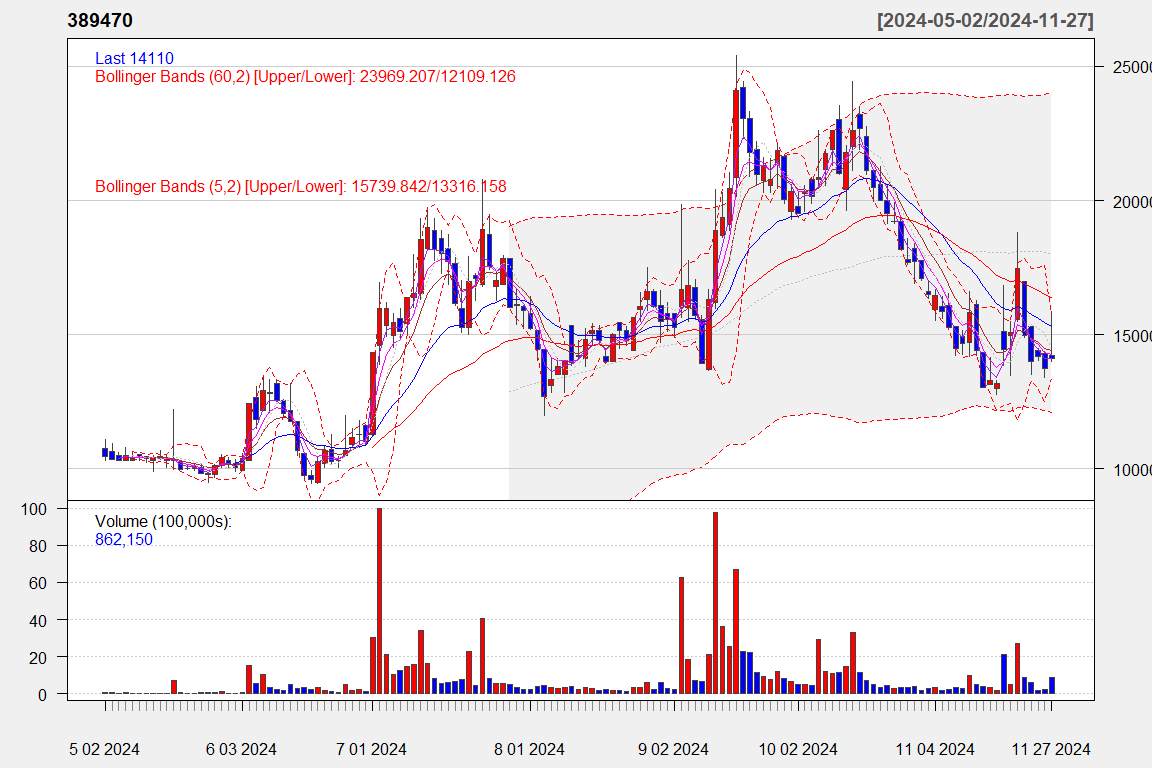 389470 [2024-05-02/2024-11-27]
Last 14110
Bollinger Bands (60,2) [Upper/Lower]: 23969.207/12109.126
Bollinger Bands (5,2) [Upper/Lower]: 15739.842/13316.158
25000
20000
15000
10000
Volume (100,000s):
862,150
100
80
60
40
20
0
5 02 2024 6 03 2024 7 01 2024 8 01 2024 9 02 2024 10 02 2024 11 04 2024 11 27 2024